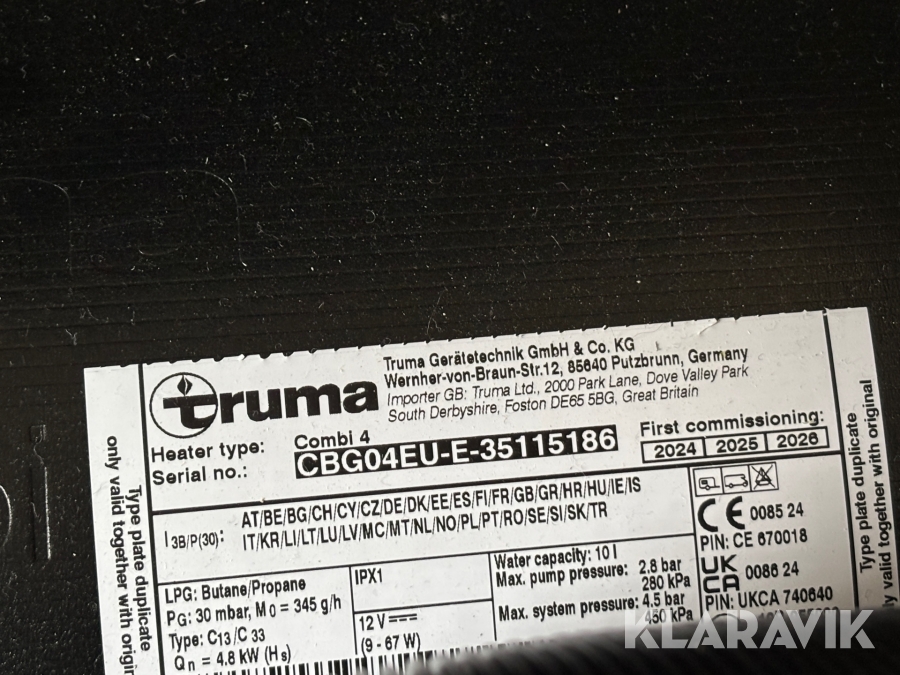 truma
Truma Gerätetechnik GmbH & Co. KG
Wernher-von-Braun-Str.12, 85640 Putzbrunn, Germany
Importer GB: Truma Ltd., 2000 Park Lane, Dove Valley Park
South Derbyshire, Foston DE65 5BG, Great Britain
Heater type: Combi 4
Serial no.: CBG04EU-E-35115186
First commissioning:
2024 2025 2026
I3B/P(30): AT/BE/BG/CH/CY/CZ/DE/DK/EE/ES/FI/FR/GB/GR/HR/HU/IE/IS
IT/KR/LI/LT/LU/LV/MC/MT/NL/NO/PL/PT/RO/SE/SI/SK/TR
CE 0085 24
PIN: CE 670018
UK CA 0086 24
PIN: UKCA 740640
LPG: Butane/Propane
PG: 30 mbar, M0 = 345 g/h
Type: C13/C 33
Qn = 4.8 kW (Hs)
IPX1
12 V
(9 - 67 W)
Water capacity: 10 l
Max. pump pressure: 2.8 bar
280 kPa
Max. system pressure: 4.5 bar
450 kPa
Type plate duplicate
only valid together with origin
Type plate duplicate
valid together with original
KLARAVIK